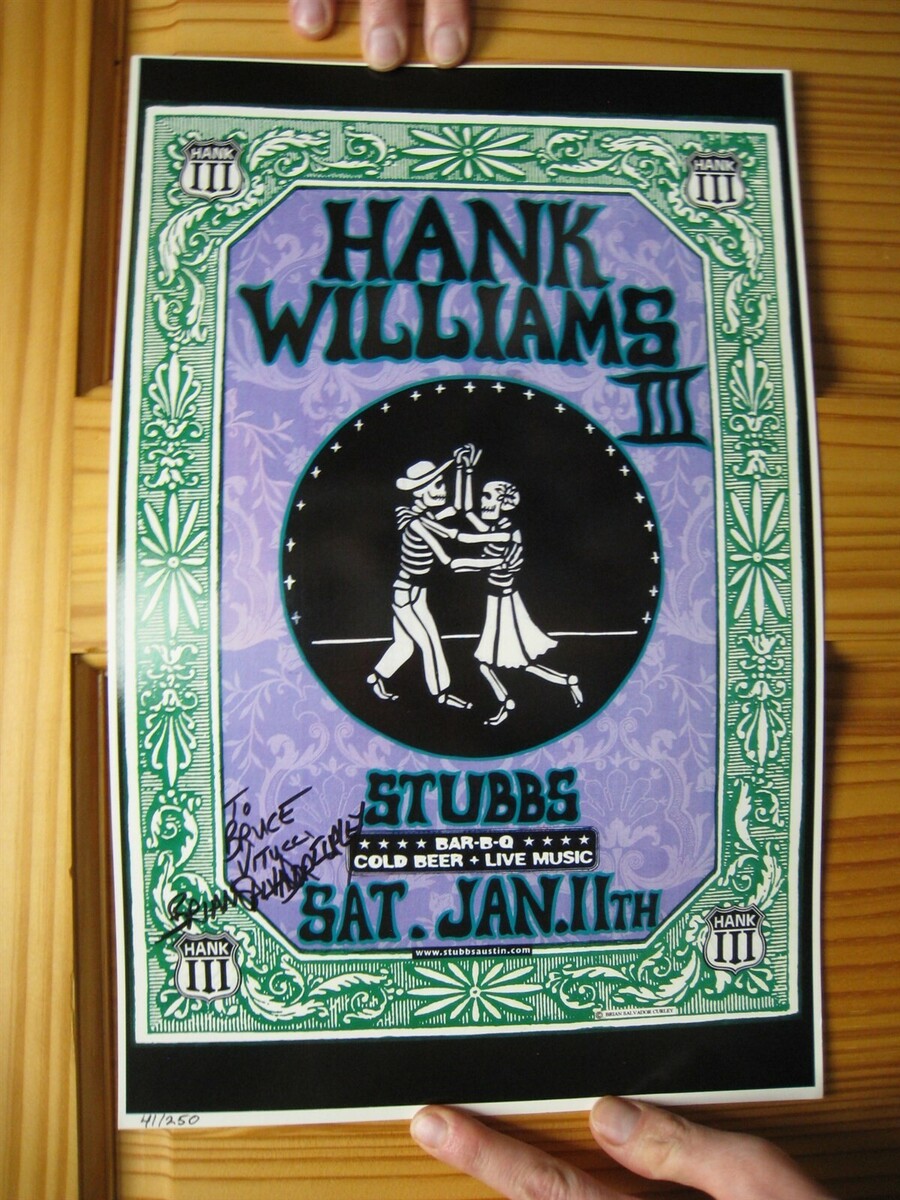 HANK
III
HANK
III
HANK
WILLIAMS
III
STUBBS
★ ★ ★ ★ BAR-B-Q ★ ★ ★ ★
COLD BEER + LIVE MUSIC
SAT. JAN. 11TH
www.stubbsaustin.com
TO
BRUCE
BRIAN SALVADOR CURLEY
HANK
III
HANK
III
© BRIAN SALVADOR CURLEY
41/250